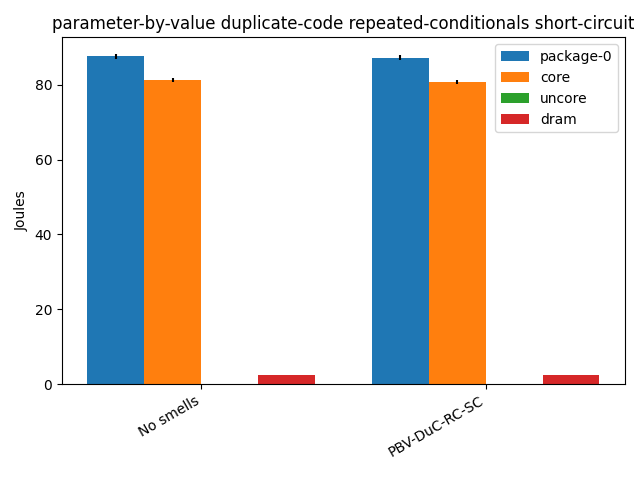 parameter-by-value duplicate-code repeated-conditionals short-circuit
package-0
core
uncore
dram
Joules
80
60
40
20
0
No smells
PBV-DuC-RC-SC